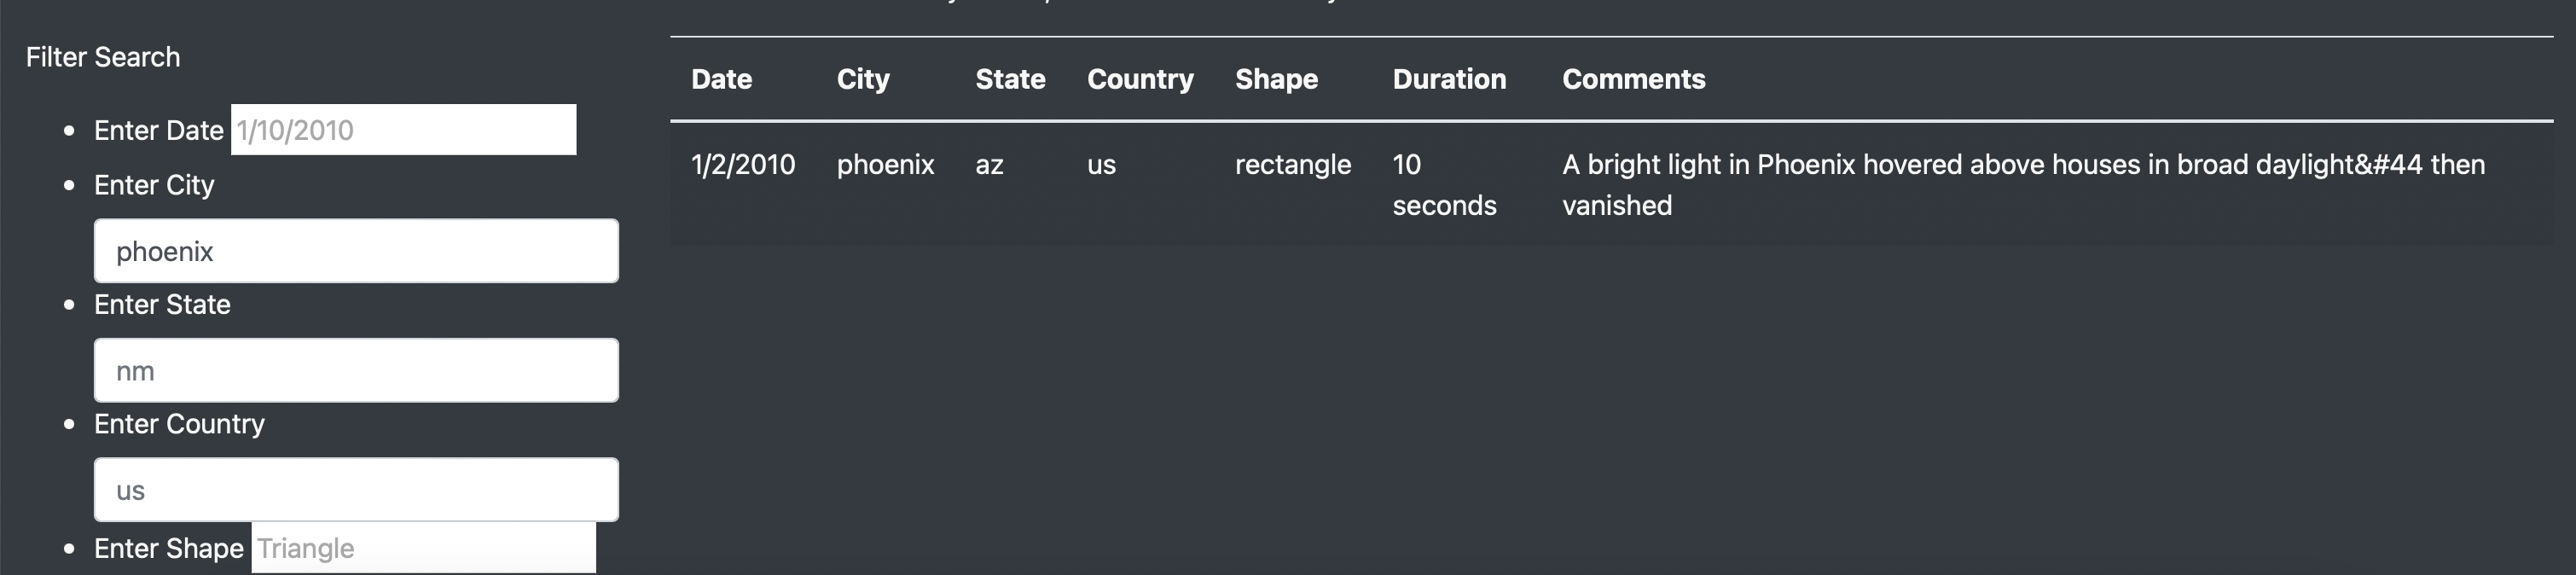 Filter Search
Enter Date 1/10/2010
Enter City
phoenix
Enter State
nm
Enter Country
us
Enter Shape Triangle
Date City State Country Shape Duration Comments
1/2/2010 phoenix az us rectangle 10 seconds A bright light in Phoenix hovered above houses in broad daylight&#44 then
vanished